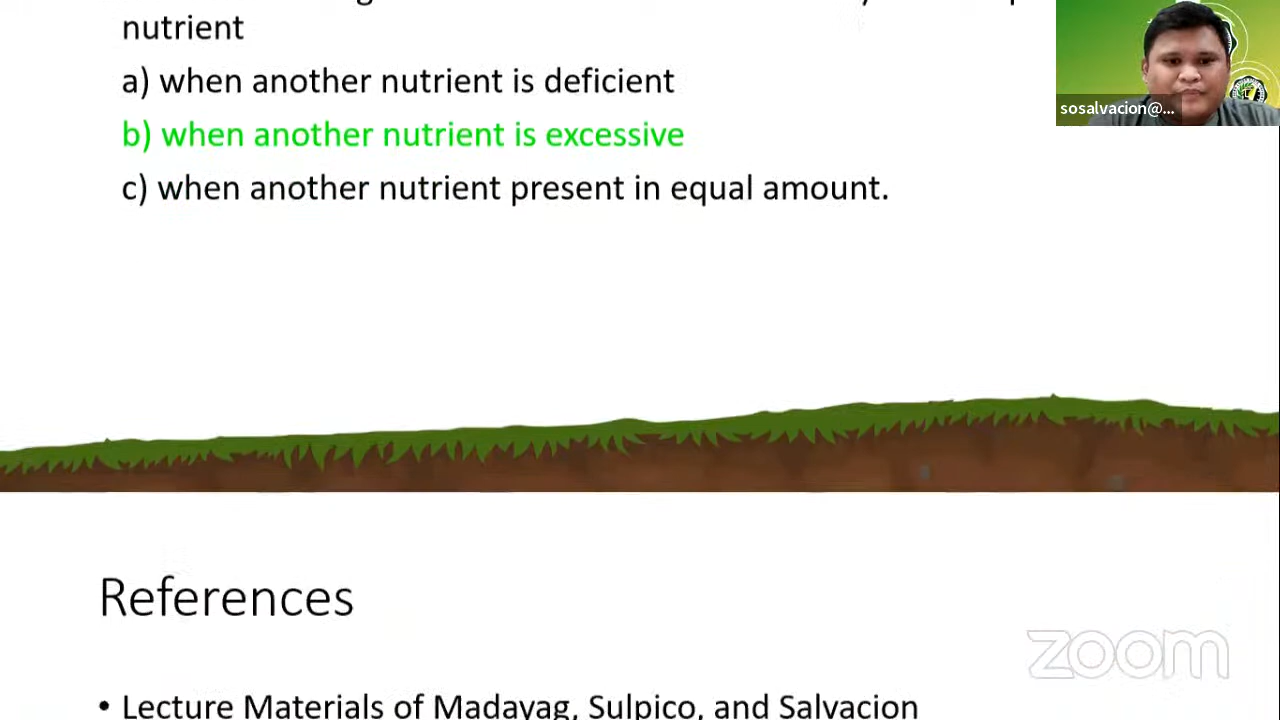 nutrient
a) when another nutrient is deficient
b) when another nutrient is excessive
c) when another nutrient present in equal amount.
sosalvacion@...
References
zoom
• Lecture Materials of Madayag, Sulpico, and Salvacion